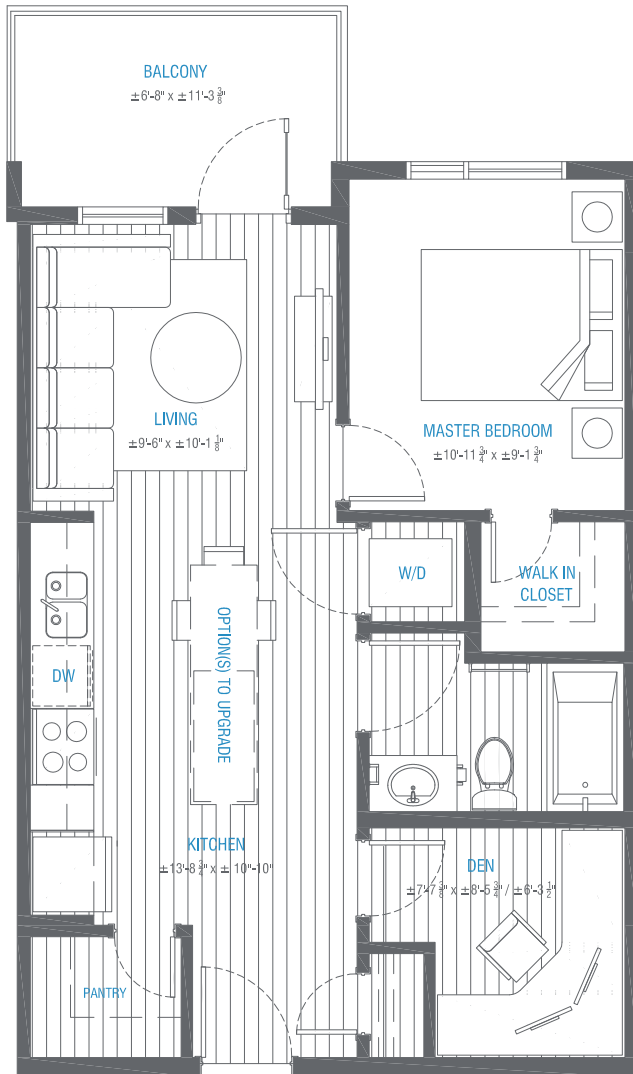 BALCONY
±6'-8" x ±11'-3 3/8"
LIVING
±9'-6" x ±10'-1 1/8"
MASTER BEDROOM
±10'-11 3/4" x ±9'-1 3/4"
W/D
WALK IN
CLOSET
DW
OPTION(S) TO UPGRADE
KITCHEN
±13'-8 3/4" x ± 10"-10"
DEN
±7'-7 3/8" x ±8'-5 3/4" / ±6'-3 1/2"
PANTRY